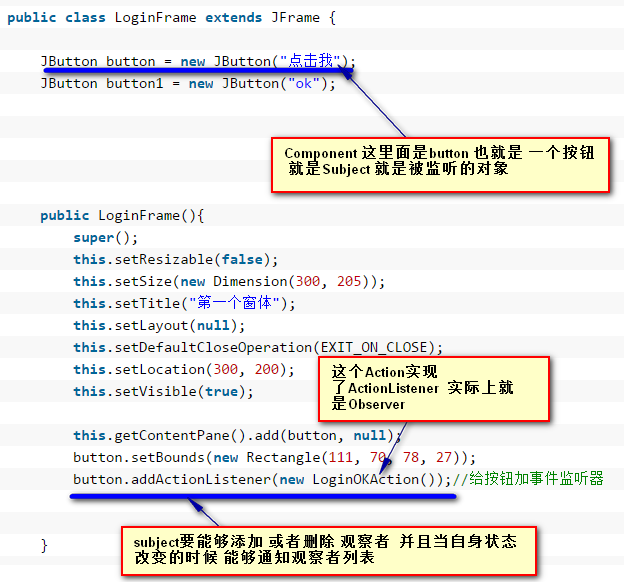 public class LoginFrame extends JFrame {
JButton button = new JButton("点击我");
JButton button1 = new JButton("ok");
Component 这里面是button 也就是 一个按钮
就是Subject 就是被监听的对象
public LoginFrame(){
super();
this.setResizable(false);
this.setSize(new Dimension(300, 205));
this.setTitle("第一个窗体");
this.setLayout(null);
this.setDefaultCloseOperation(EXIT_ON_CLOSE);
this.setLocation(300, 200);
this.setVisible(true);
这个Action实现
了ActionListener 实际上就
是Observer
this.getContentPane().add(button, null);
button.setBounds(new Rectangle(111, 70, 78, 27));
button.addActionListener(new LoginOKAction());//给按钮加事件监听器
subject要能够添加 或者删除 观察者 并且当自身状态
改变的时候 能够通知观察者列表
}